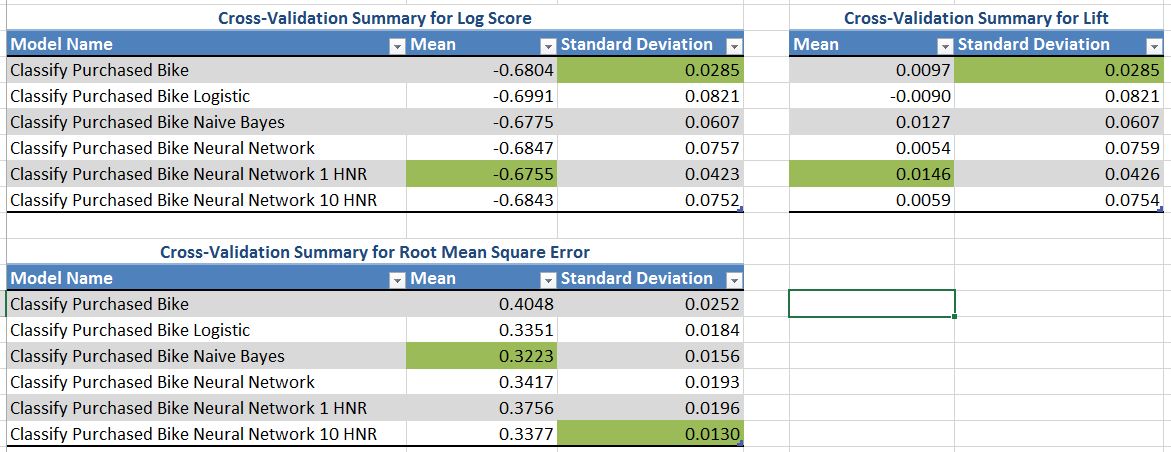 Cross-Validation Summary for Log Score Cross-Validation Summary for Lift
Model Name Mean Standard Deviation Mean Standard Deviation
Classify Purchased Bike -0.6804 0.0285 0.0097 0.0285
Classify Purchased Bike Logistic -0.6991 0.0821 -0.0090 0.0821
Classify Purchased Bike Naive Bayes -0.6775 0.0607 0.0127 0.0607
Classify Purchased Bike Neural Network -0.6847 0.0757 0.0054 0.0759
Classify Purchased Bike Neural Network 1 HNR -0.6755 0.0423 0.0146 0.0426
Classify Purchased Bike Neural Network 10 HNR -0.6843 0.0752 0.0059 0.0754
Cross-Validation Summary for Root Mean Square Error
Model Name Mean Standard Deviation
Classify Purchased Bike 0.4048 0.0252
Classify Purchased Bike Logistic 0.3351 0.0184
Classify Purchased Bike Naive Bayes 0.3223 0.0156
Classify Purchased Bike Neural Network 0.3417 0.0193
Classify Purchased Bike Neural Network 1 HNR 0.3756 0.0196
Classify Purchased Bike Neural Network 10 HNR 0.3377 0.0130